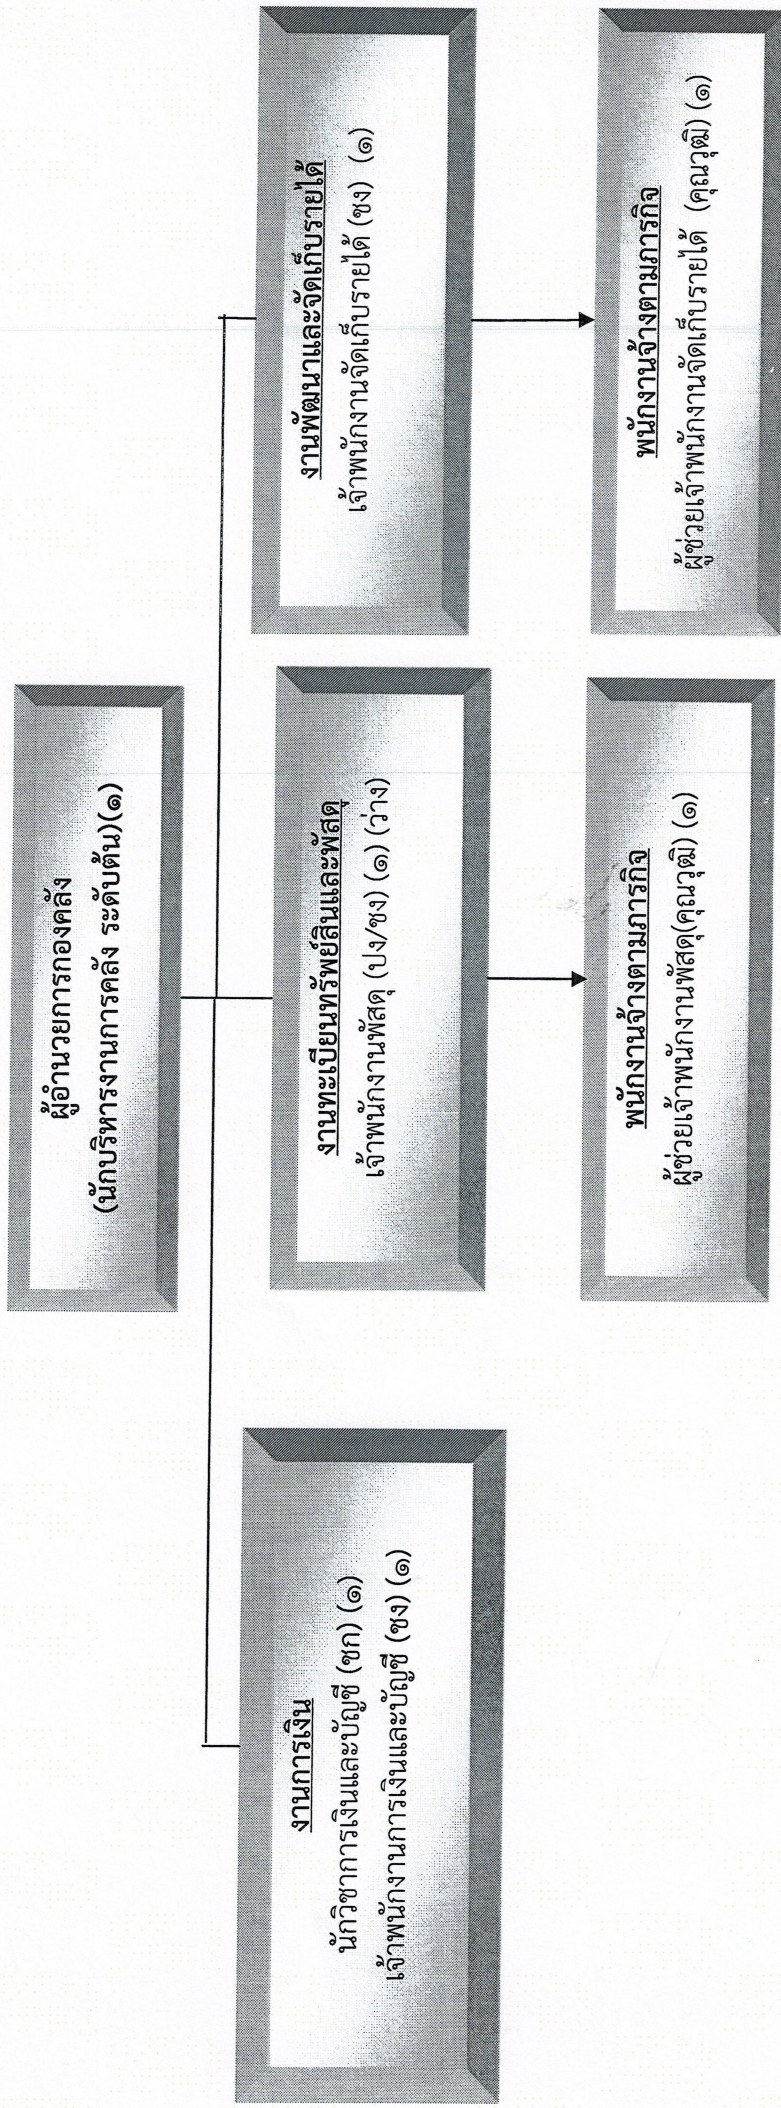 ผู้อำนวยการกองคลัง
(นักบริหารงานการคลัง ระดับต้น)(๑)
งานการเงิน
นักวิชาการเงินและบัญชี (ชก) (๑)
เจ้าพนักงานการเงินและบัญชี (ชง) (๑)
งานทะเบียนทรัพย์สินและพัสดุ
เจ้าพนักงานพัสดุ (ปง/ชง) (๑) (ว่าง)
งานพัฒนาและจัดเก็บรายได้
เจ้าพนักงานจัดเก็บรายได้ (ชง) (๑)
พนักงานจ้างตามภารกิจ
ผู้ช่วยเจ้าพนักงานพัสดุ(คุณวุฒิ) (๑)
พนักงานจ้างตามภารกิจ
ผู้ช่วยเจ้าพนักงานจัดเก็บรายได้ (คุณวุฒิ) (๑)